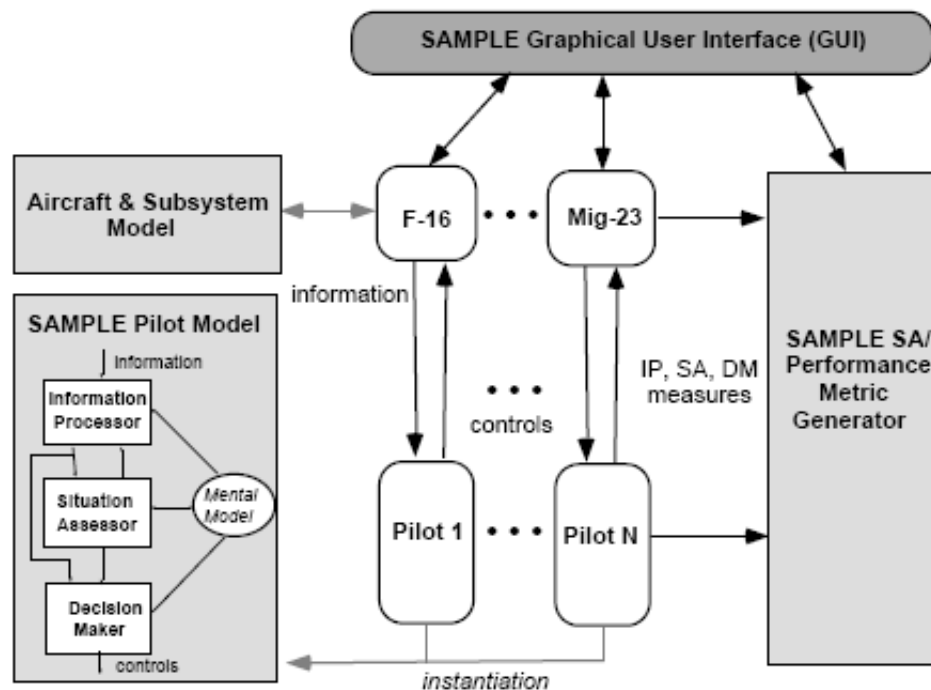 SAMPLE Graphical User Interface (GUI)
Aircraft & Subsystem
Model
F-16
Mig-23
information
SAMPLE Pilot Model
information
Information
Processor
Situation
Assessor
Mental
Model
Decision
Maker
controls
controls
IP, SA, DM
measures
SAMPLE SA/
Performance
Metric
Generator
Pilot 1
Pilot N
instantiation